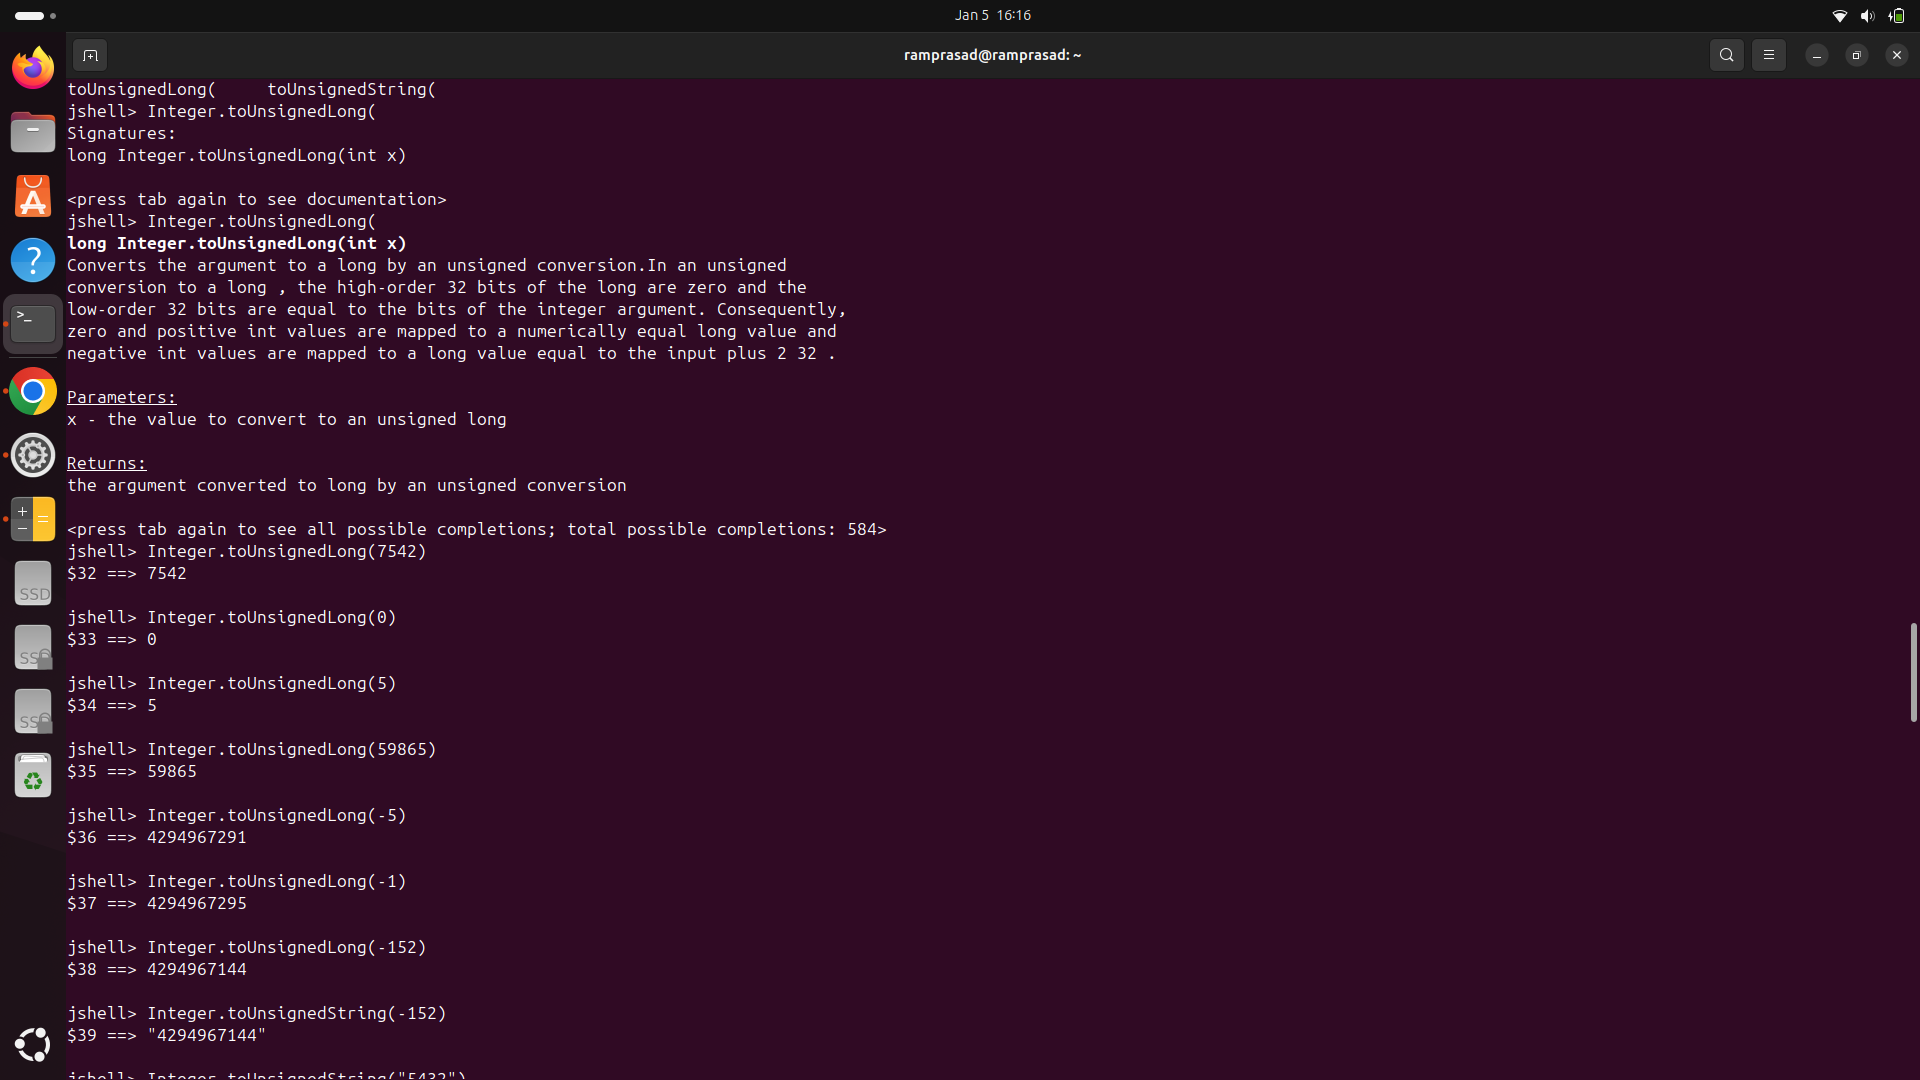 Jan 5 16:16
ramprasad@ramprasad: ~
toUnsignedLong( toUnsignedString(
jshell> Integer.toUnsignedLong(
Signatures:
long Integer.toUnsignedLong(int x)
<press tab again to see documentation>
jshell> Integer.toUnsignedLong(
long Integer.toUnsignedLong(int x)
Converts the argument to a long by an unsigned conversion.In an unsigned
conversion to a long , the high-order 32 bits of the long are zero and the
low-order 32 bits are equal to the bits of the integer argument. Consequently,
zero and positive int values are mapped to a numerically equal long value and
negative int values are mapped to a long value equal to the input plus 2 32 .
Parameters:
x - the value to convert to an unsigned long
Returns:
the argument converted to long by an unsigned conversion
<press tab again to see all possible completions; total possible completions: 584>
jshell> Integer.toUnsignedLong(7542)
$32 ==> 7542
jshell> Integer.toUnsignedLong(0)
$33 ==> 0
jshell> Integer.toUnsignedLong(5)
$34 ==> 5
jshell> Integer.toUnsignedLong(59865)
$35 ==> 59865
jshell> Integer.toUnsignedLong(-5)
$36 ==> 4294967291
jshell> Integer.toUnsignedLong(-1)
$37 ==> 4294967295
jshell> Integer.toUnsignedLong(-152)
$38 ==> 4294967144
jshell> Integer.toUnsignedString(-152)
$39 ==> "4294967144"
jshell> Integer.toUnsignedString("5432")
SSD
SSD
SSD